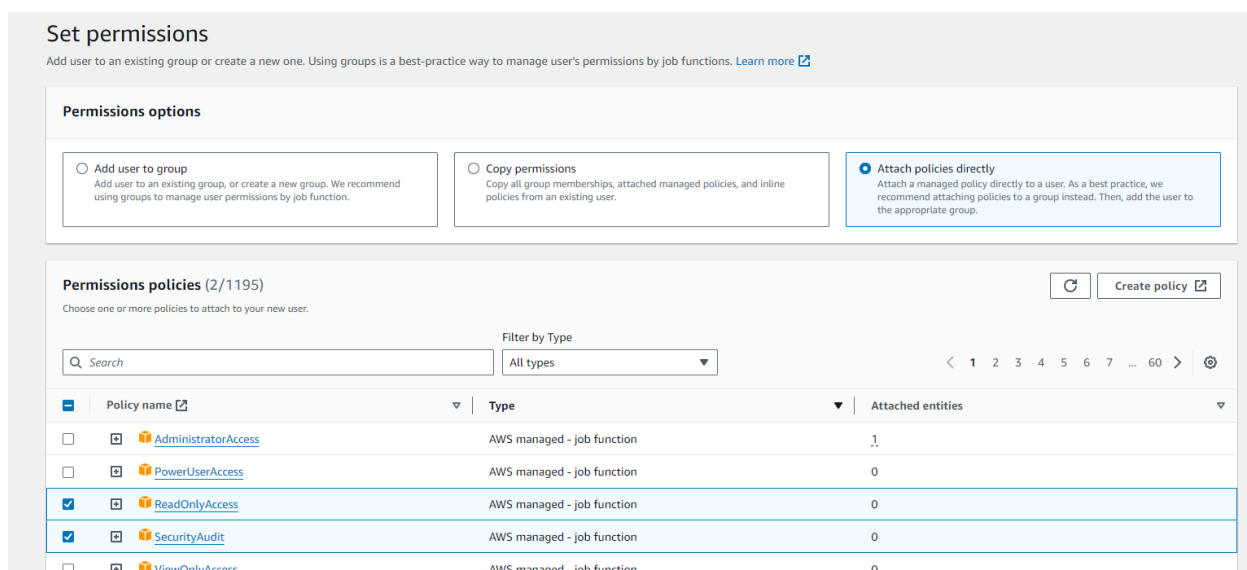 Set permissions
Add user to an existing group or create a new one. Using groups is a best-practice way to manage user's permissions by job functions. Learn more
Permissions options
Add user to group
Add user to an existing group, or create a new group. We recommend
using groups to manage user permissions by job function.
Copy permissions
Copy all group memberships, attached managed policies, and inline
policies from an existing user.
Attach policies directly
Attach a managed policy directly to a user. As a best practice, we
recommend attaching policies to a group instead. Then, add the user to
the appropriate group.
Permissions policies (2/1195)
Create policy
Choose one or more policies to attach to your new user.
Filter by Type
Search
All types
1 2 3 4 5 6 7 ... 60
Policy name Type Attached entities
AdministratorAccess AWS managed - job function 1
PowerUserAccess AWS managed - job function 0
ReadOnlyAccess AWS managed - job function 0
SecurityAudit AWS managed - job function 0
ViewOnlyAccess AWS managed - job function 0